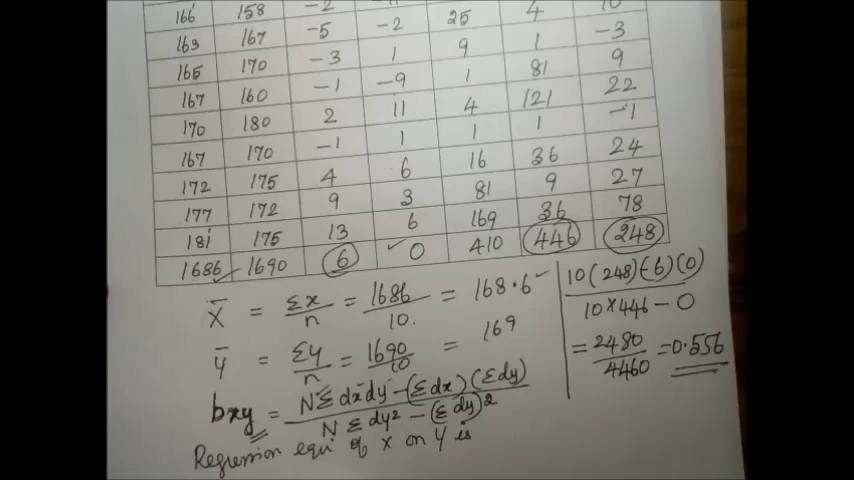 166 158 -2 -11 25 4 10
163 167 -5 -2
165 170 -3 1 9 1 -3
167 160 -1 -9 1 81 9
170 180 2 11 4 121 22
167 170 -1 1 1 1 -1
172 175 4 6 16 36 24
177 172 9 3 81 9 27
181 175 13 6 169 36 78
1686 1690 6 0 410 446 248
X̄ = Σx/n = 1686/10. = 168.6
ȳ = Σy/n = 1690/10 = 169
bxy = NΣdxdy - (Σdx)(Σdy) / NΣdy² - (Σdy)²
Regression equn of x on y is
10(248)-(6)(0) / 10×446-0
= 2480/4460 = 0.556